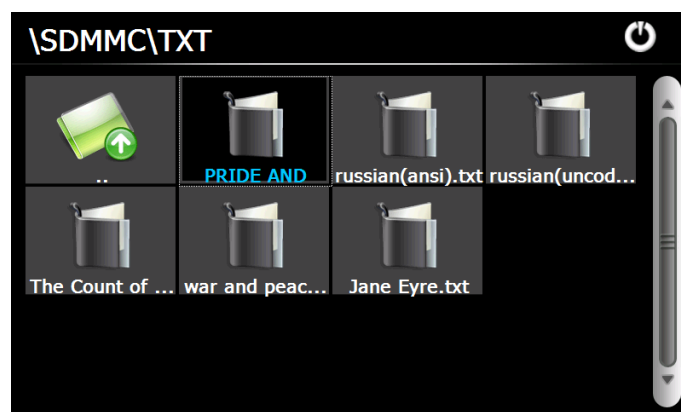 \SDMMC\TXT
..
PRIDE AND
russian(ansi).txt
russian(uncod...
The Count of ...
war and peac...
Jane Eyre.txt